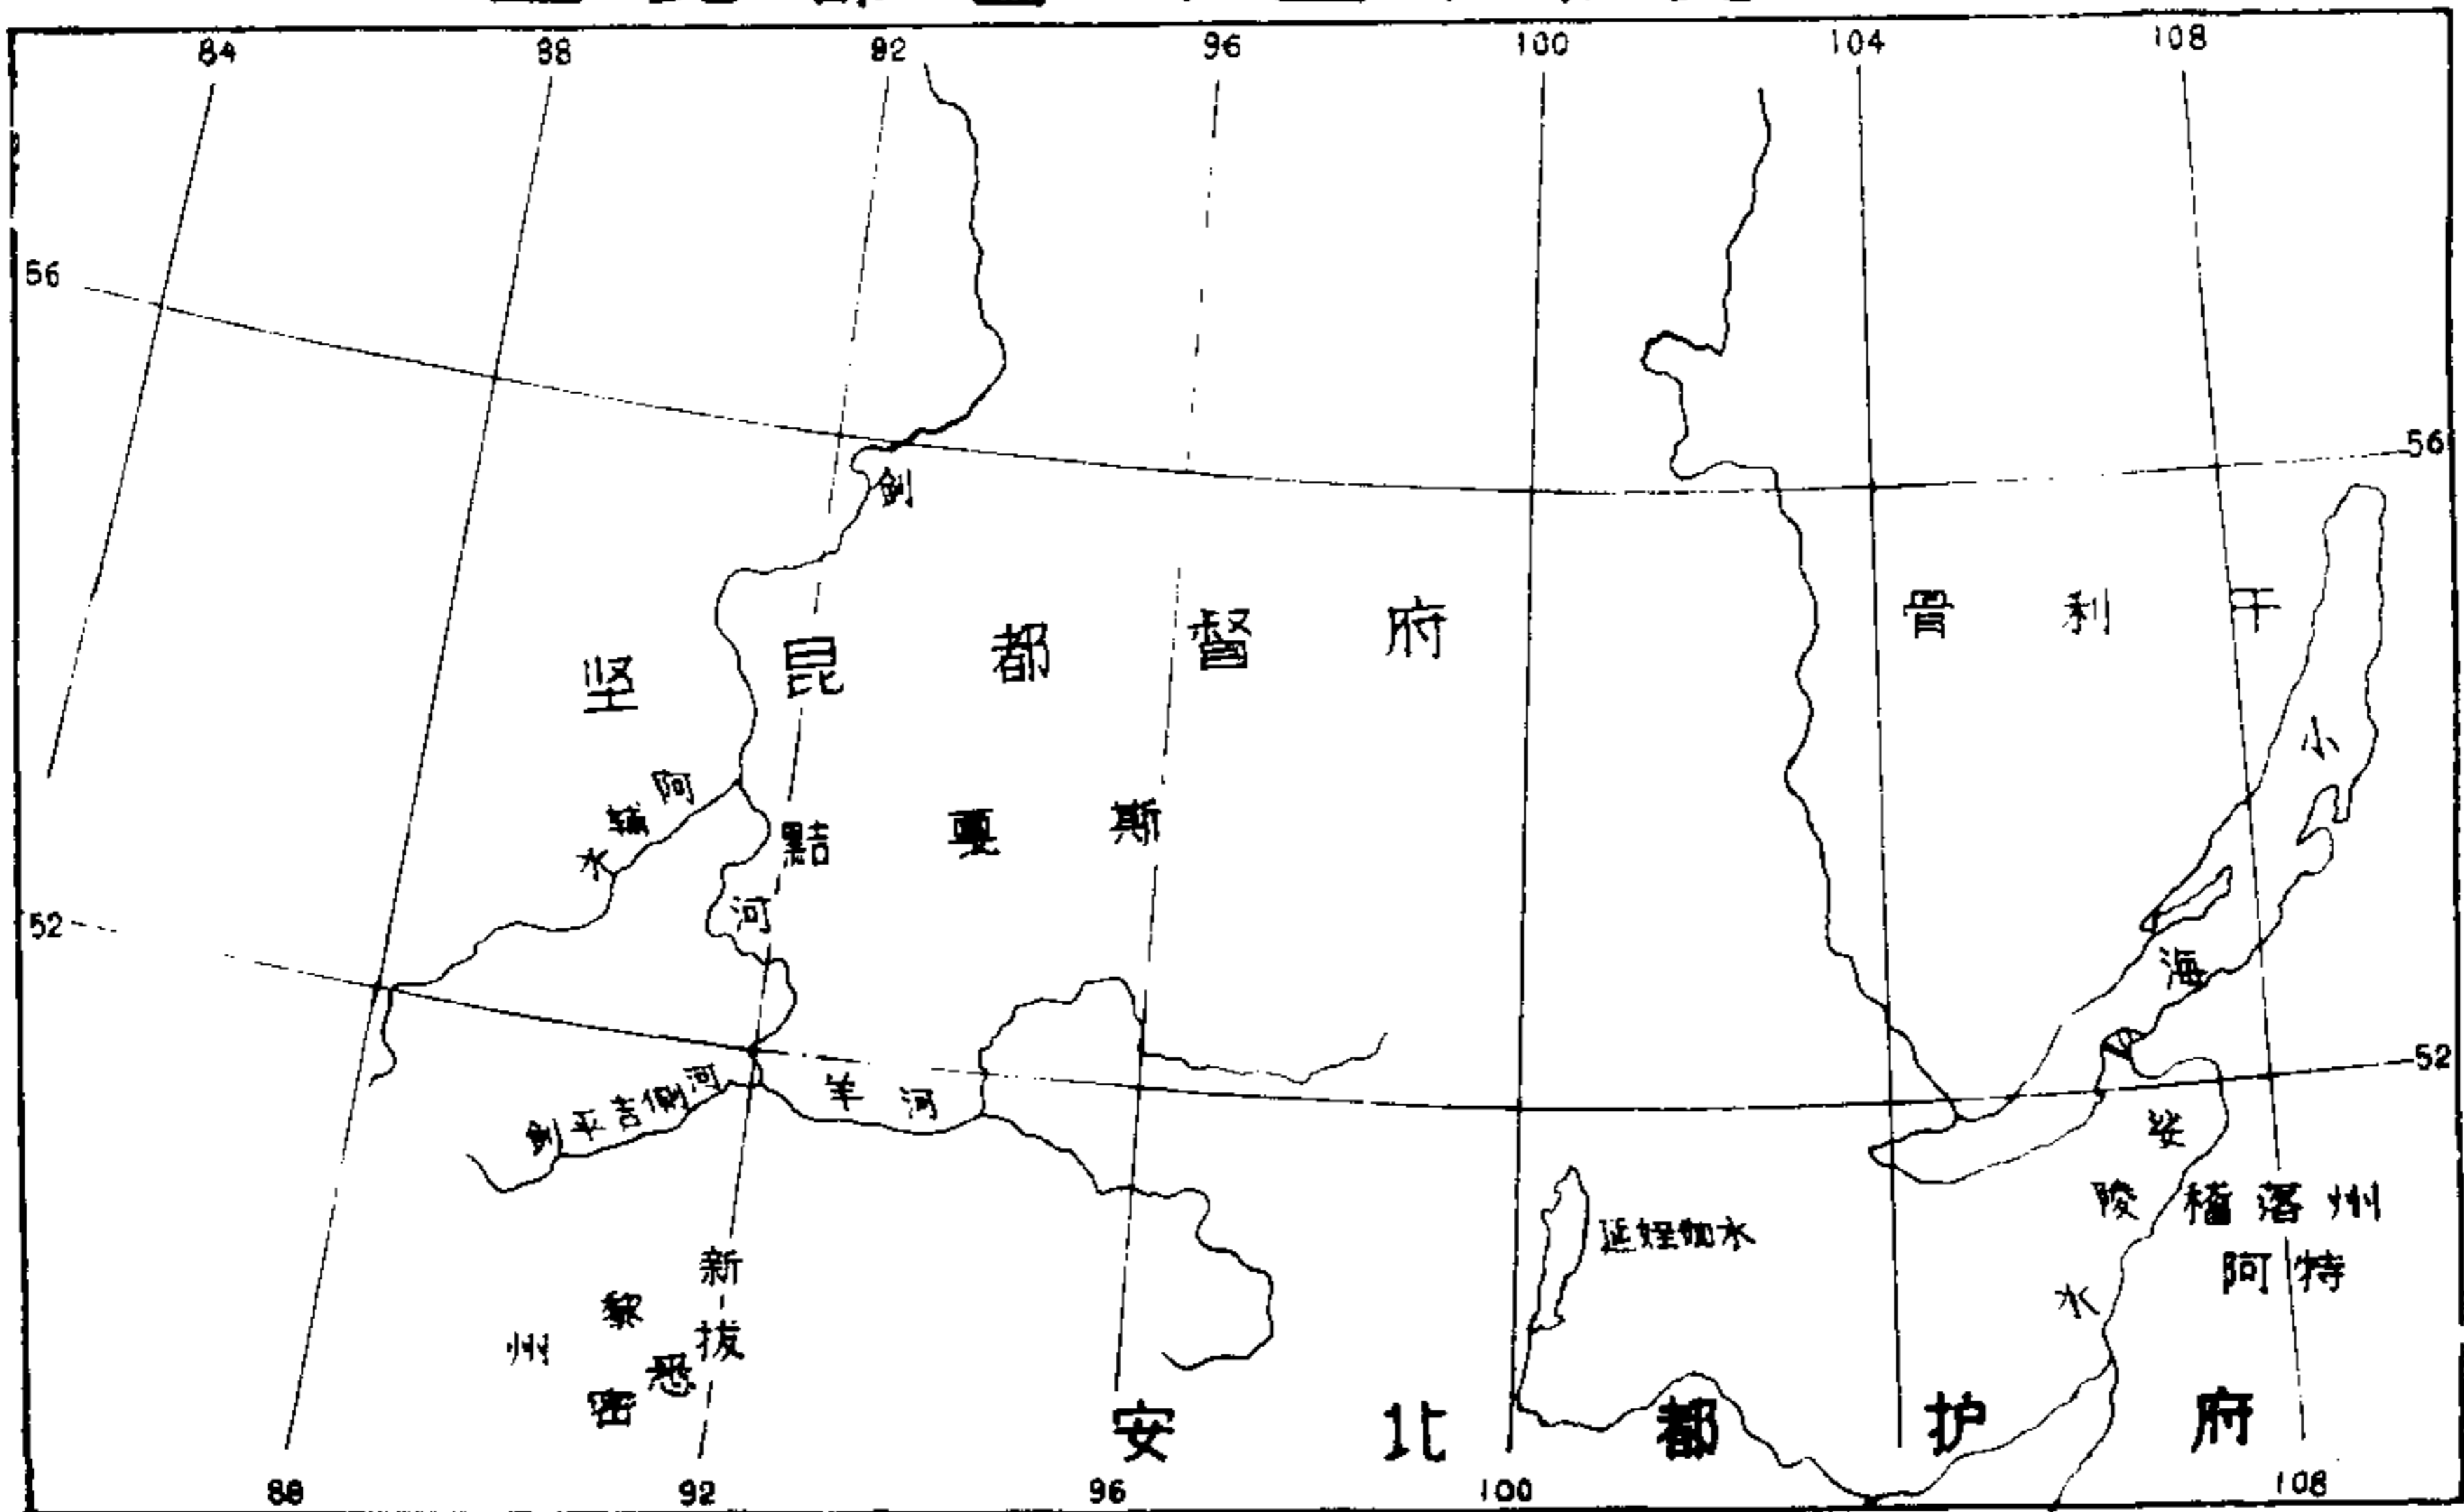 84 88 92 96 100 104 108
56
56
剑
坚昆都督府
骨利干
小
阿辅水
黠戛斯
河
52
海
52
剑平吉侧河
羊河
娑
陵
稽落州
延娌伽水
新
黎
州
拔
悉
密
阿特
水
安北都护府
88 92 96 100 108